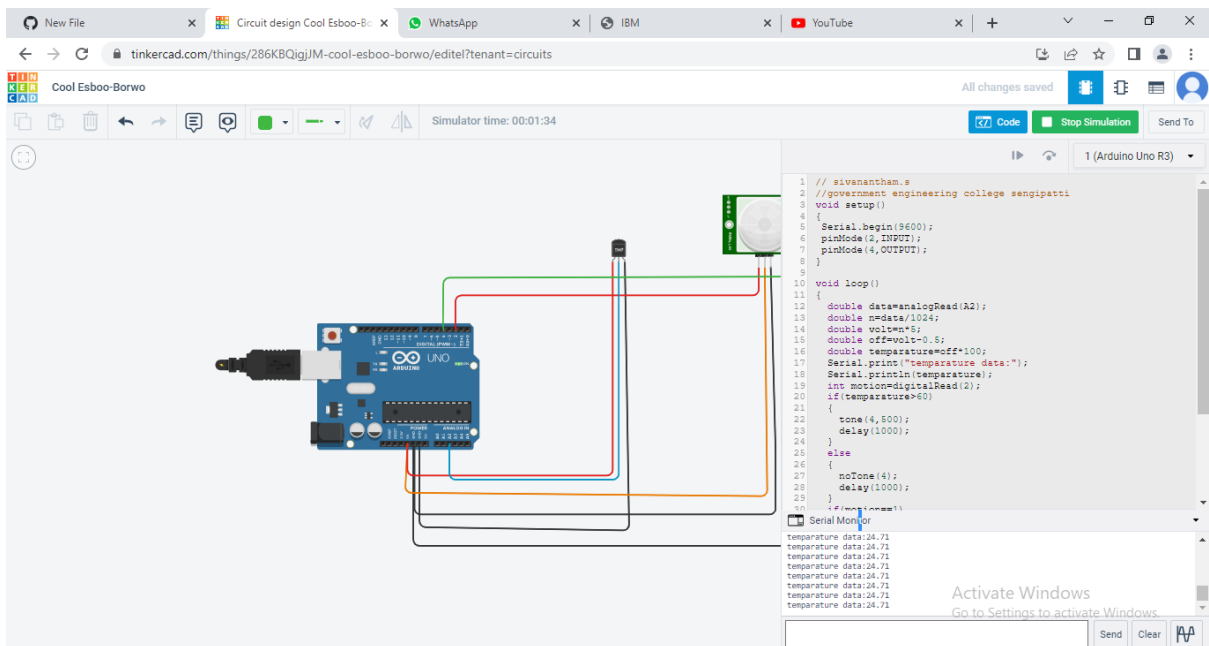 New File
Circuit design Cool Esboo-Bo
WhatsApp
IBM
YouTube
tinkercad.com/things/286KBQigjJM-cool-esboo-borwo/editel?tenant=circuits
TIN
KER
CAD
Cool Esboo-Borwo
All changes saved
Simulator time: 00:01:34
Code
Stop Simulation
Send To
1 (Arduino Uno R3)
1 // sivanantham.s
2 //government engineering college sengipatti
3 void setup()
4 {
5 Serial.begin(9600);
6 pinMode(2,INPUT);
7 pinMode(4,OUTPUT);
8 }
9
10 void loop()
11 {
12 double data=analogRead(A2);
13 double n=data/1024;
14 double volt=n*5;
15 double off=volt-0.5;
16 double temparature=off*100;
17 Serial.print("temparature data:");
18 Serial.println(temparature);
19 int motion=digitalRead(2);
20 if(temparature>60)
21 {
22 tone(4,500);
23 delay(1000);
24 }
25 else
26 {
27 noTone(4);
28 delay(1000);
29 }
30 if(motion==1)
TMP
DIGITAL (PWM~)
UNO
ARDUINO
POWER
ANALOG IN
Serial Monitor
temparature data:24.71
temparature data:24.71
temparature data:24.71
temparature data:24.71
temparature data:24.71
temparature data:24.71
temparature data:24.71
temparature data:24.71
Activate Windows
Go to Settings to activate Windows.
Send
Clear